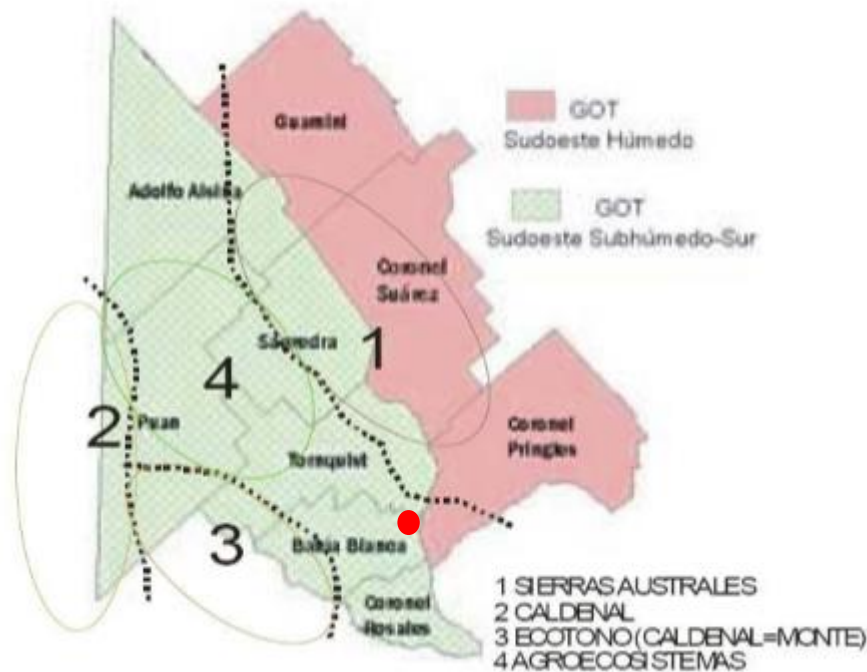 Guamini
GOT
Sudoeste Húmedo
Adolfo Alsina
GOT
Sudoeste Subhúmedo-Sur
Coronel
Suárez
Saavedra
1
4
2
Puan
Coronel
Pringles
Tornquist
3
Bahía Blanca
Coronel
Rosales
1 SIERRAS AUSTRALES
2 CALDENAL
3 ECOTONO (CALDENAL=MONTE)
4 AGROECOSISTEMAS